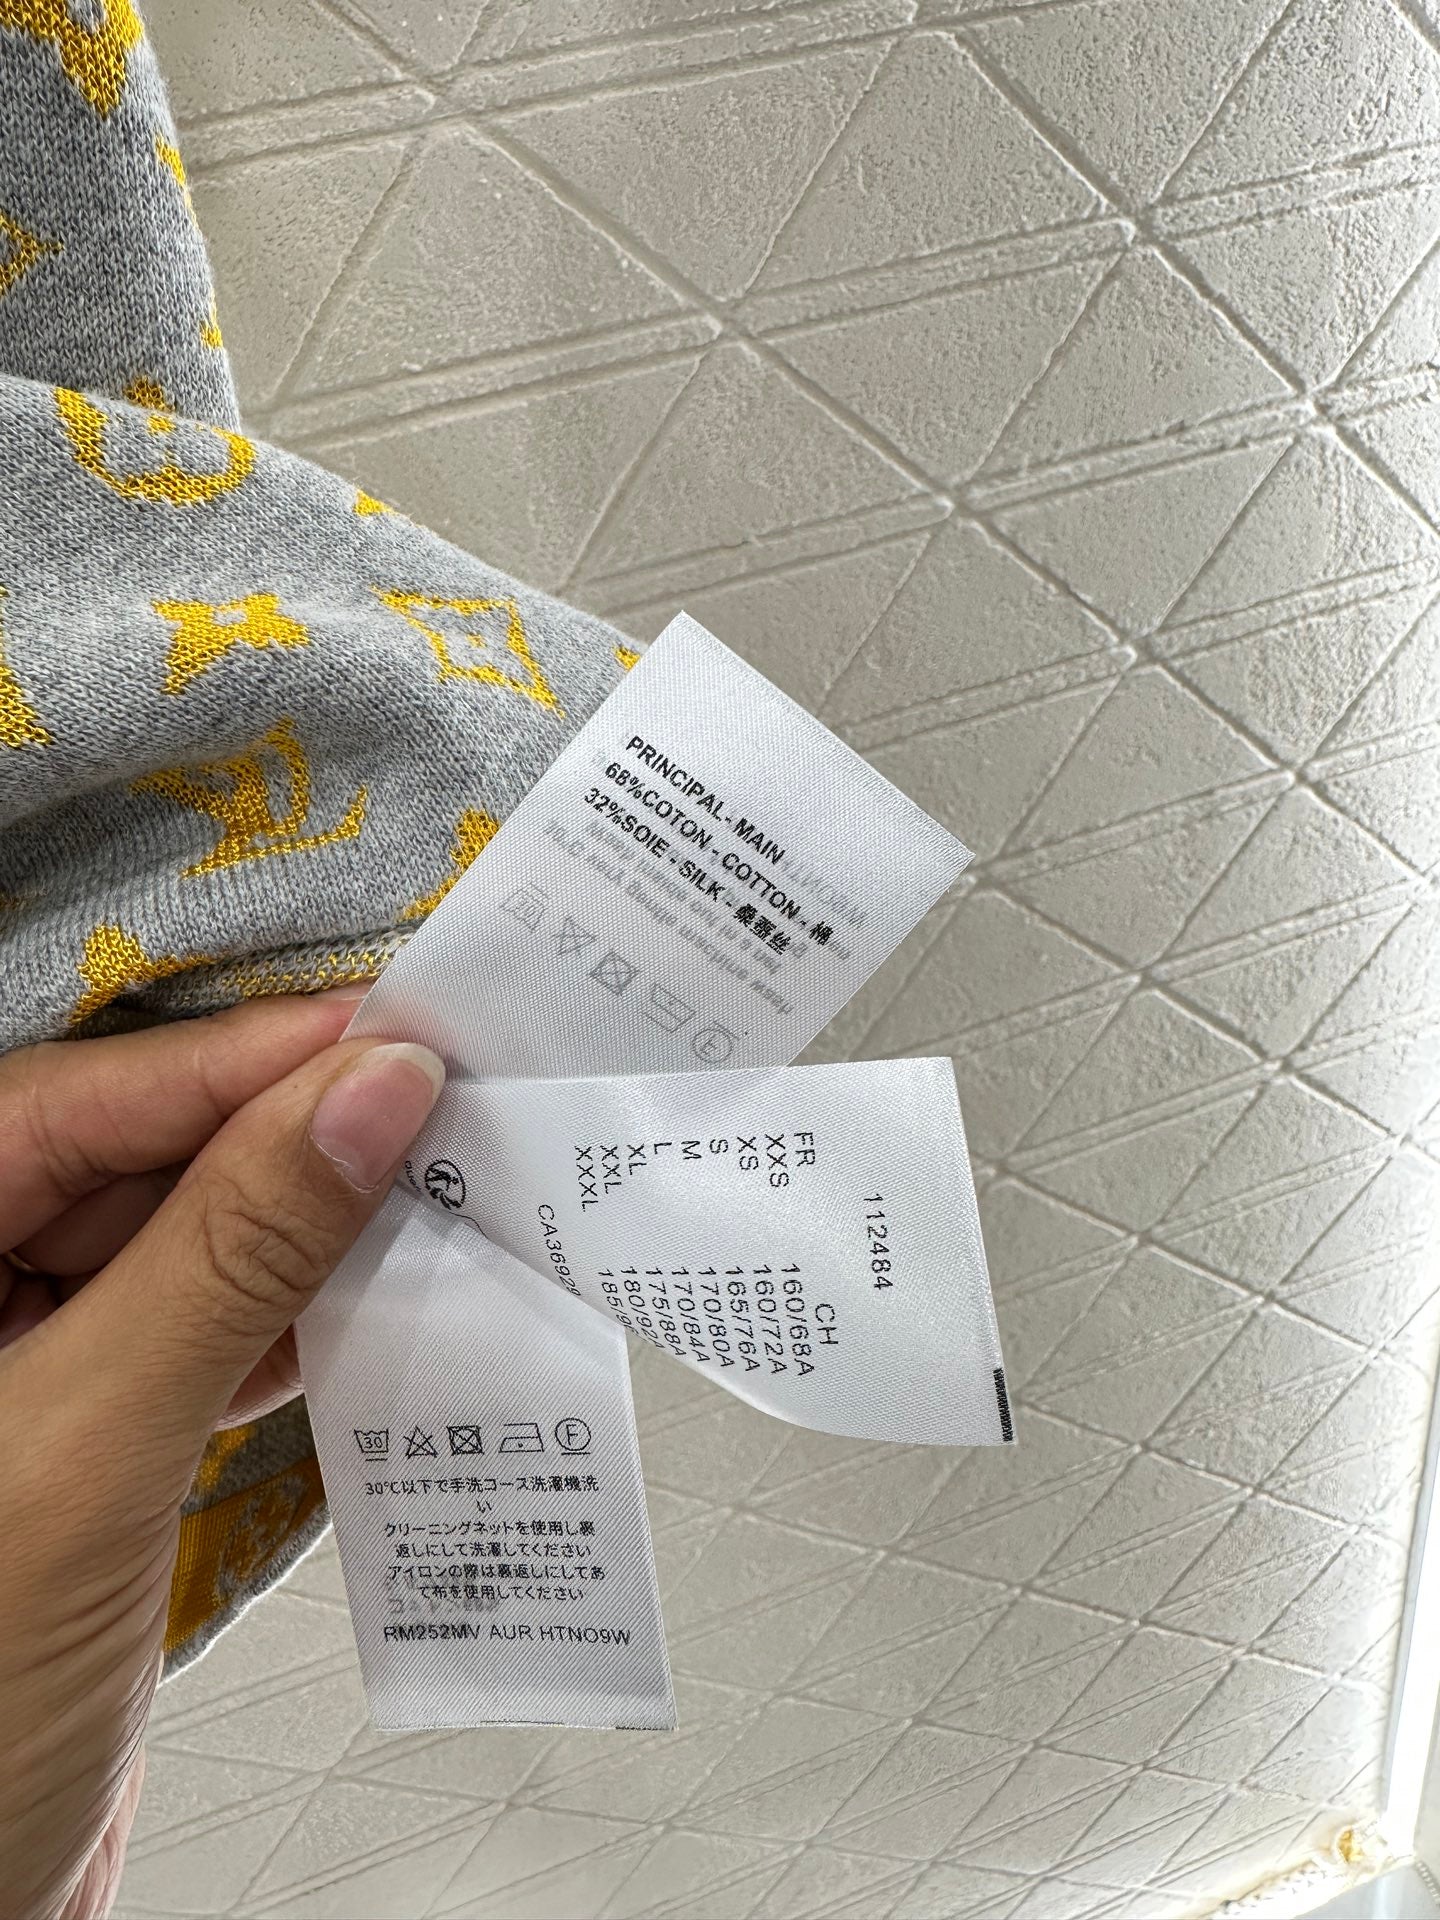 PRINCIPAL - MAIN
68%COTON - COTTON - 棉
32%SOIE - SILK - 桑蚕丝
112484
FR CH
XXS 160/68A
XS 160/72A
S 165/76A
M 170/80A
L 170/84A
XL 175/88A
XXL 180/92A
XXXL 185/96
CA36929
30
F
30℃以下で手洗コース洗濯機洗
い
クリーニングネットを使用し裏
返しにして洗濯してください
アイロンの際は裏返しにしてあ
て布を使用してください
RM252MV AUR HTNO9W